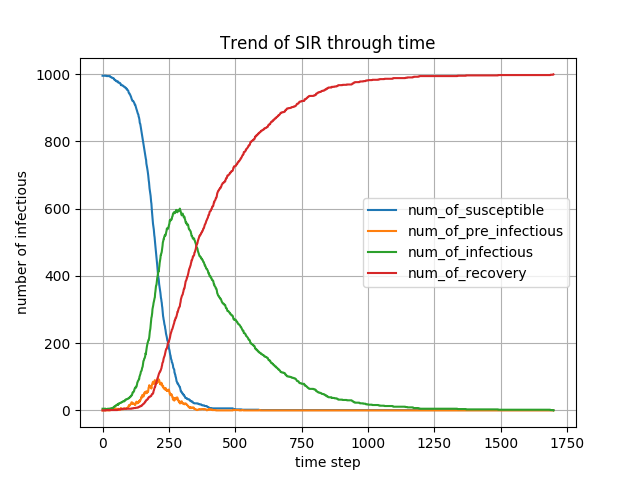 Trend of SIR through time
number of infectious
1000
800
600
400
200
0
num_of_susceptible
num_of_pre_infectious
num_of_infectious
num_of_recovery
0 250 500 750 1000 1250 1500 1750
time step